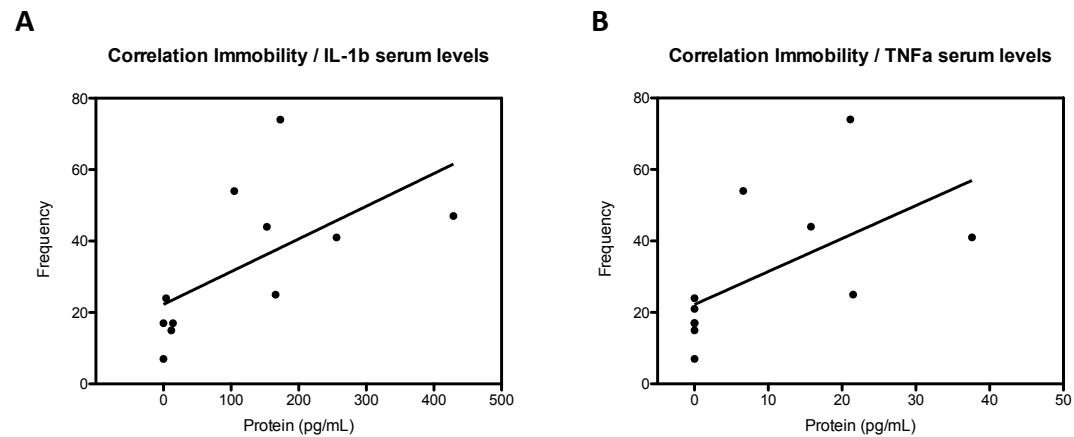 A
Correlation Immobility / IL-1b serum levels
80
60
40
20
0
Frequency
0 100 200 300 400 500
Protein (pg/mL)
B
Correlation Immobility / TNFa serum levels
80
60
40
20
0
Frequency
0 10 20 30 40 50
Protein (pg/mL)